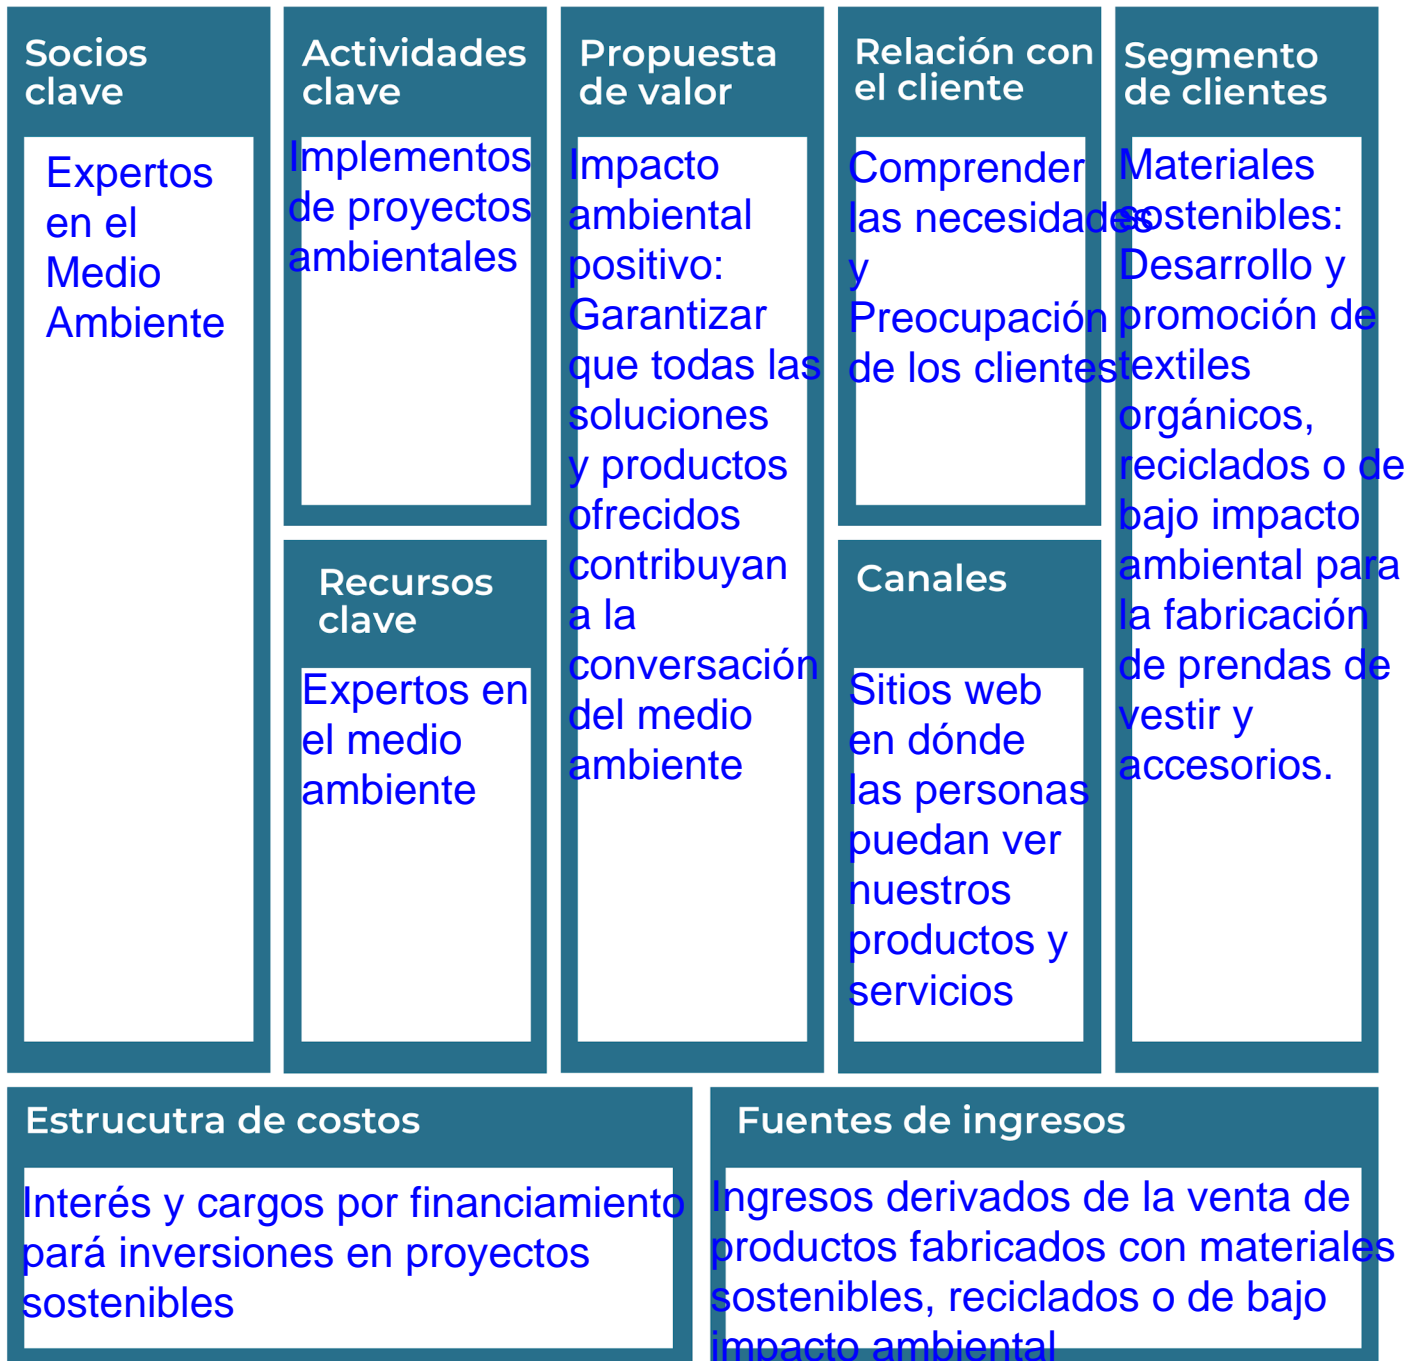 Socios
clave
Expertos
en el
Medio
Ambiente
Actividades
clave
Implementos
de proyectos
ambientales
Recursos
clave
Expertos en
el medio
ambiente
Propuesta
de valor
Impacto
ambiental
positivo:
Garantizar
que todas las
soluciones
y productos
ofrecidos
contribuyan
a la
conversación
del medio
ambiente
Relación con
el cliente
Comprender
las necesidades
y
Preocupación
de los clientes
Canales
Sitios web
en dónde
las personas
puedan ver
nuestros
productos y
servicios
Segmento
de clientes
Materiales
sostenibles:
Desarrollo y
promoción de
textiles
orgánicos,
reciclados o de
bajo impacto
ambiental para
la fabricación
de prendas de
vestir y
accesorios.
Estrucutra de costos
Interés y cargos por financiamiento
pará inversiones en proyectos
sostenibles
Fuentes de ingresos
Ingresos derivados de la venta de
productos fabricados con materiales
sostenibles, reciclados o de bajo
impacto ambiental